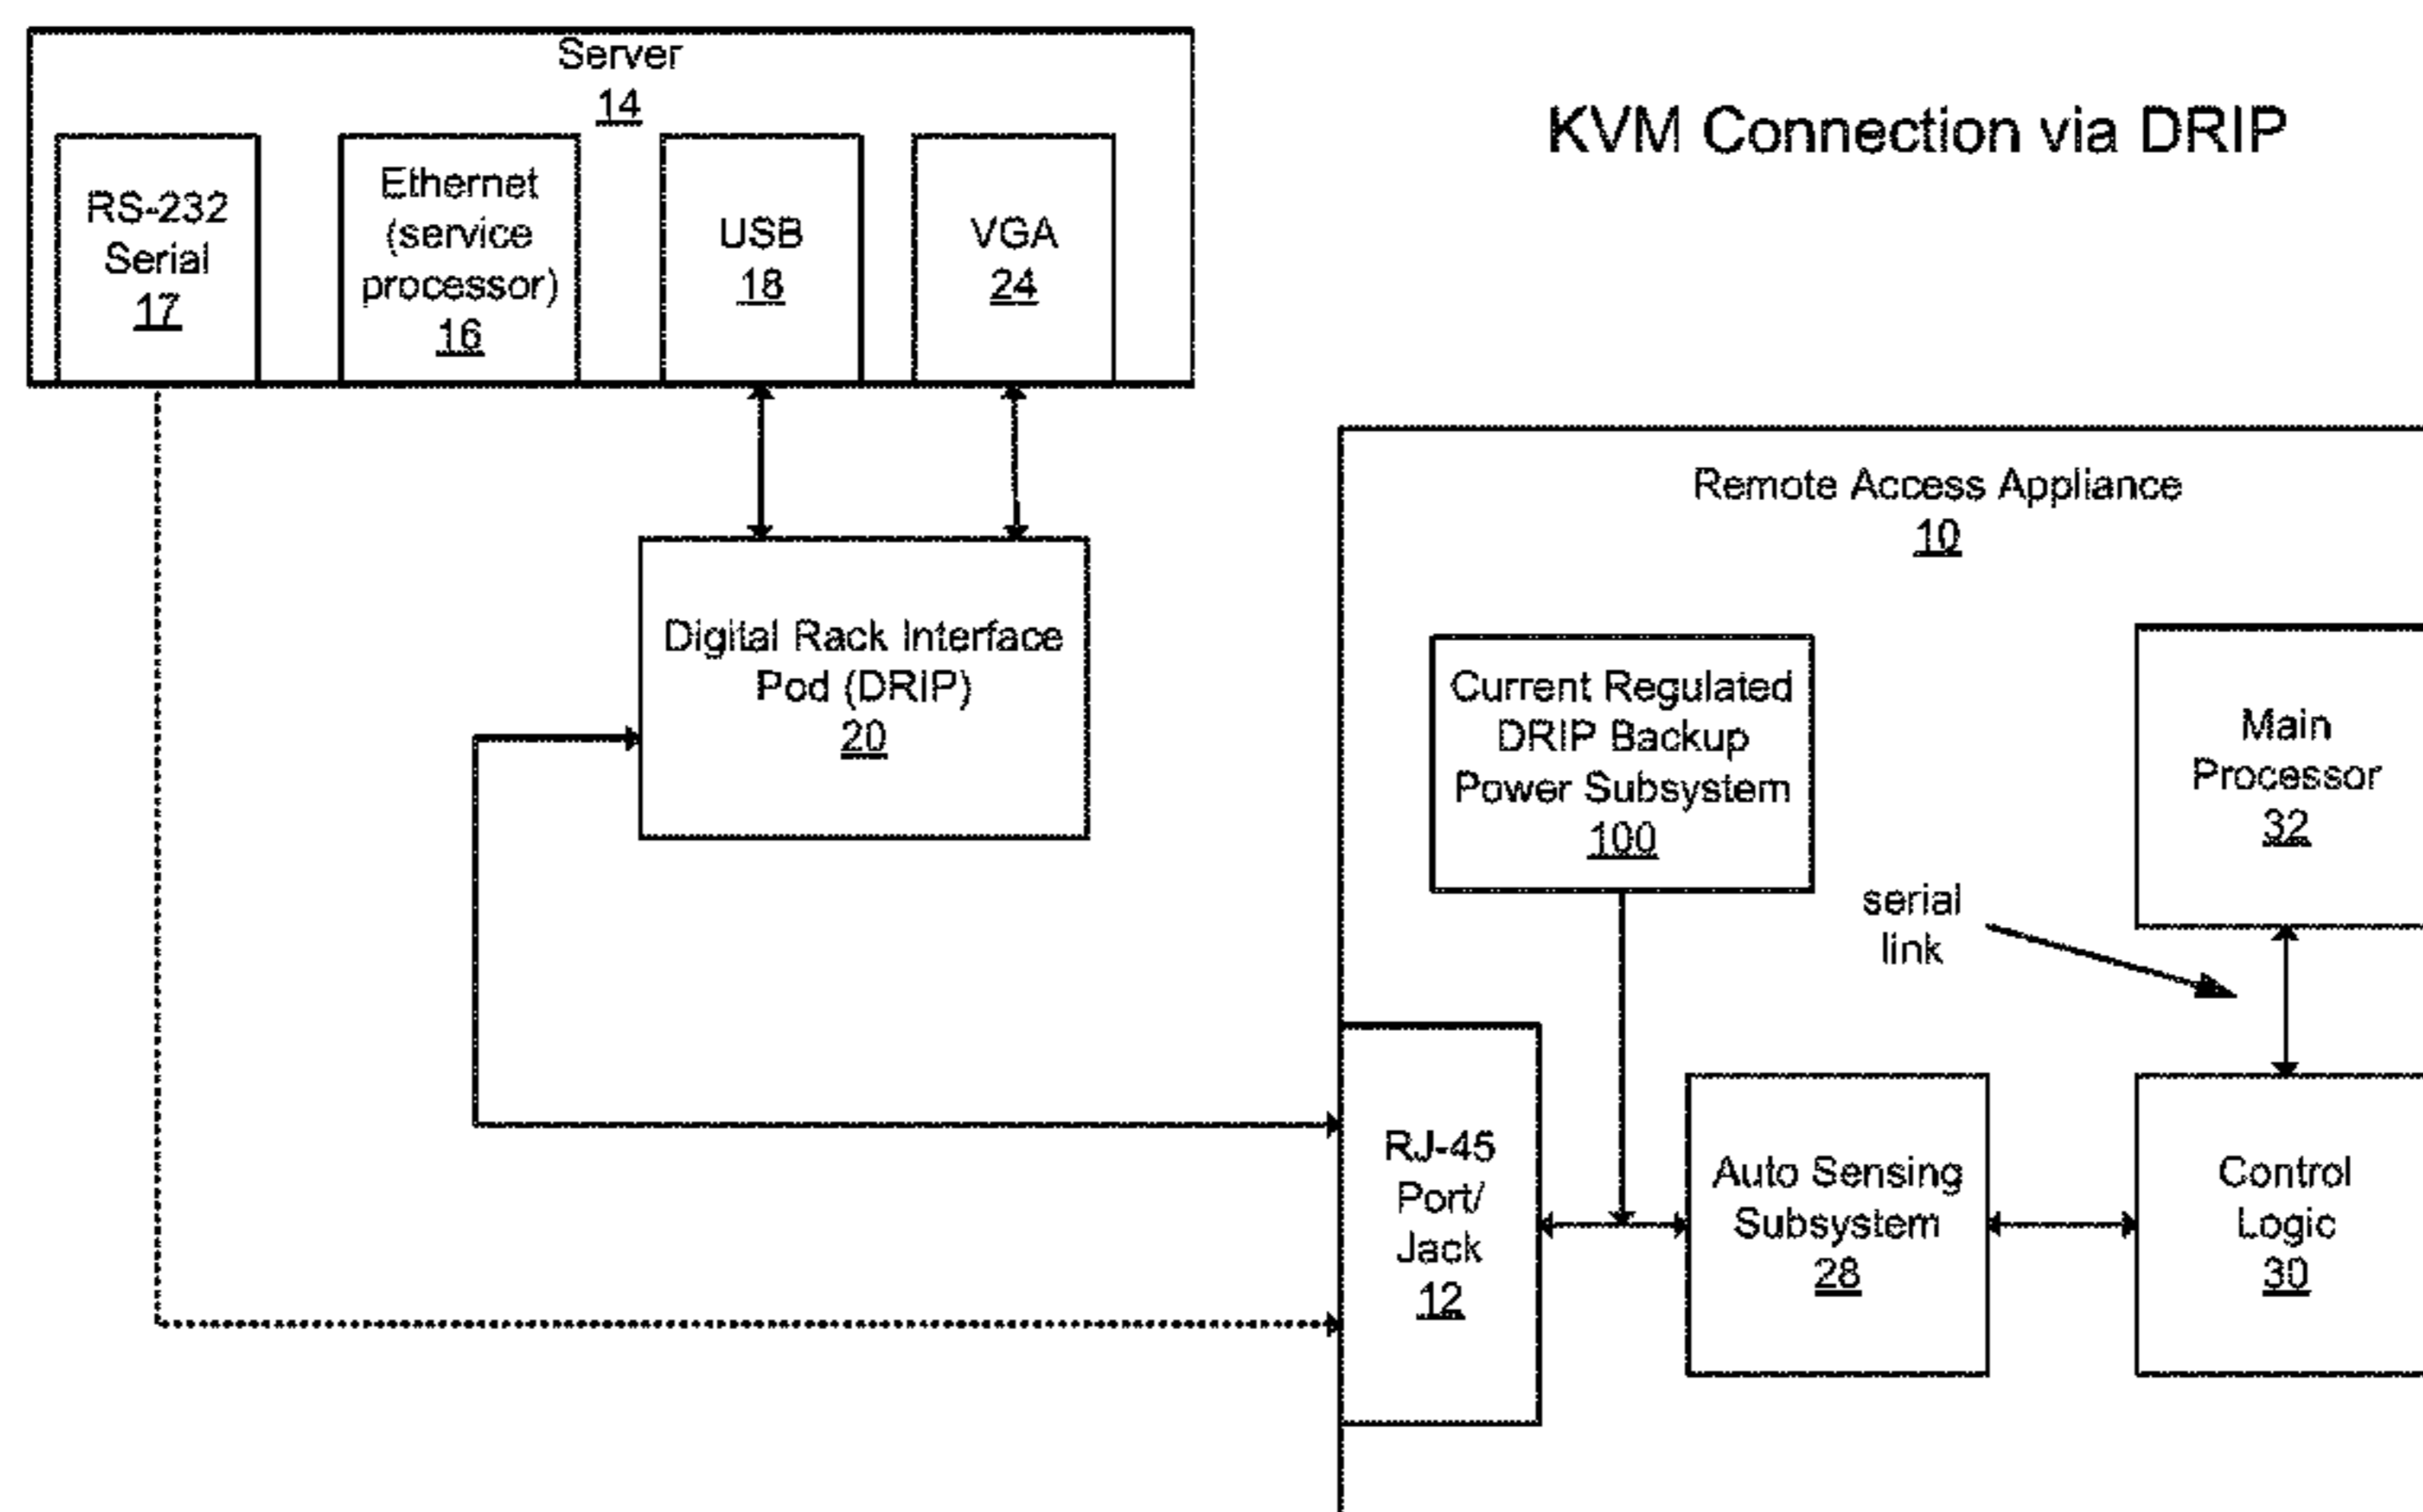 Server
14
KVM Connection via DRIP
RS-232
Serial
17
Ethernet
(service
processor)
16
USB
18
VGA
24
Digital Rack Interface
Pod (DRIP)
20
Remote Access Appliance
10
Current Regulated
DRIP Backup
Power Subsystem
100
Main
Processor
32
serial
link
RJ-45
Port/
Jack
12
Auto Sensing
Subsystem
28
Control
Logic
30